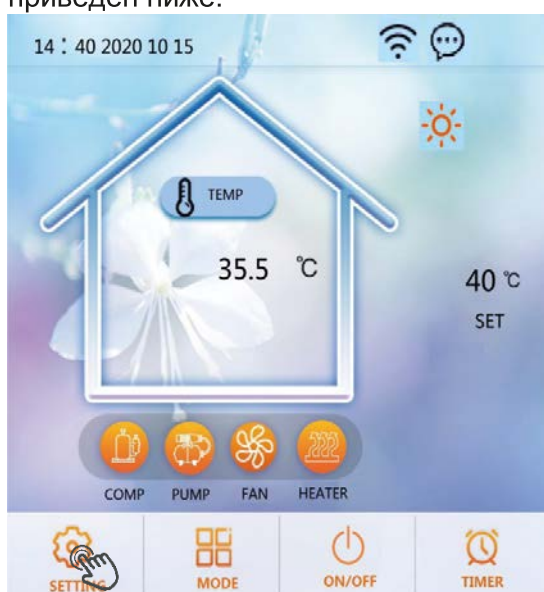 приведен ниже:
14 : 40 2020 10 15
TEMP
35.5 ℃
40 ℃
SET
COMP PUMP FAN HEATER
SETTING MODE ON/OFF TIMER